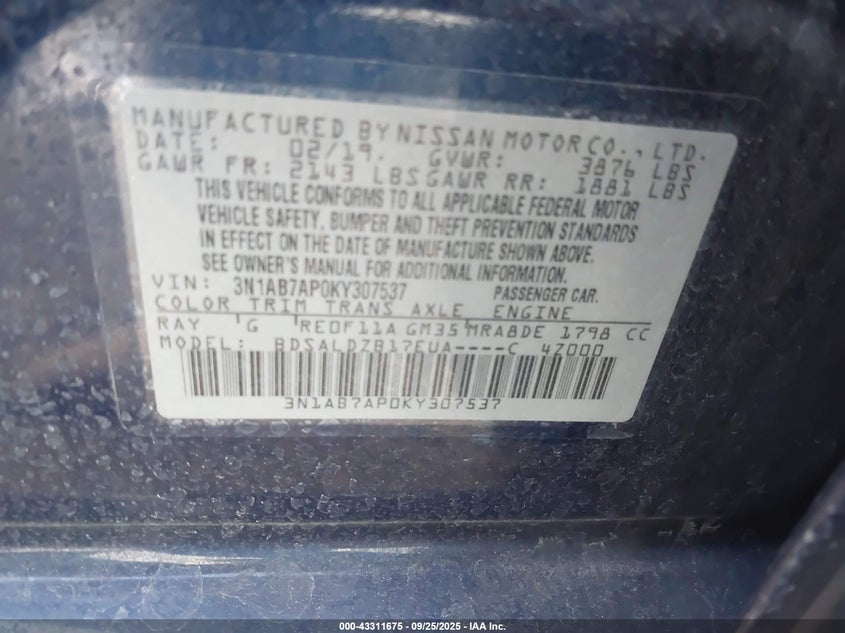 MANUFACTURED BY NISSAN MOTOR CO., LTD.
DATE: 02/19. GVWR: 3876 LBS
GAWR FR: 2143 LBS GAWR RR: 1881 LBS
THIS VEHICLE CONFORMS TO ALL APPLICABLE FEDERAL MOTOR
VEHICLE SAFETY, BUMPER AND THEFT PREVENTION STANDARDS
IN EFFECT ON THE DATE OF MANUFACTURE SHOWN ABOVE.
SEE OWNER'S MANUAL FOR ADDITIONAL INFORMATION
VIN: 3N1AB7AP0KY307537 PASSENGER CAR.
COLOR TRIM TRANS AXLE ENGINE
RAY 'G 'RE0F11A GM35 MRA8DE 1798 CC
MODEL: BDSALDZB17EUA----C 4Z000
3N1AB7AP0KY307537
000-43311675 - 09/25/2025 - IAA Inc.